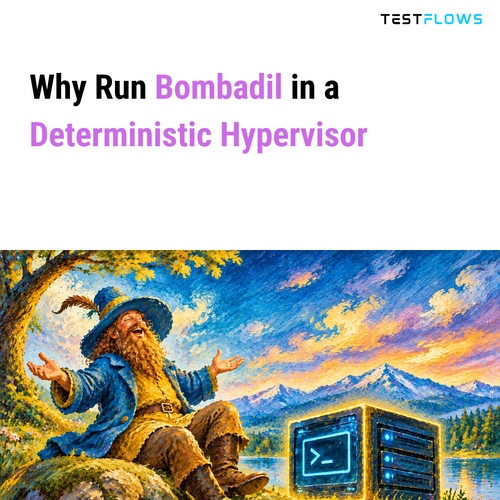 TESTFLOWS
Why Run Bombadil in a
Deterministic Hypervisor
>_